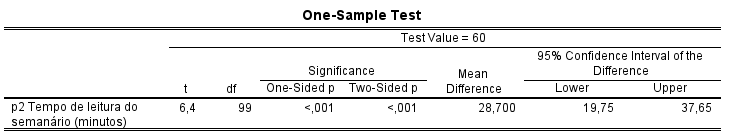 One-Sample Test
Test Value = 60
95% Confidence Interval of the
Significance Mean Difference
t df One-Sided p Two-Sided p Difference Lower Upper
p2 Tempo de leitura do 6,4 99 <,001 <,001 28,700 19,75 37,65
semanário (minutos)